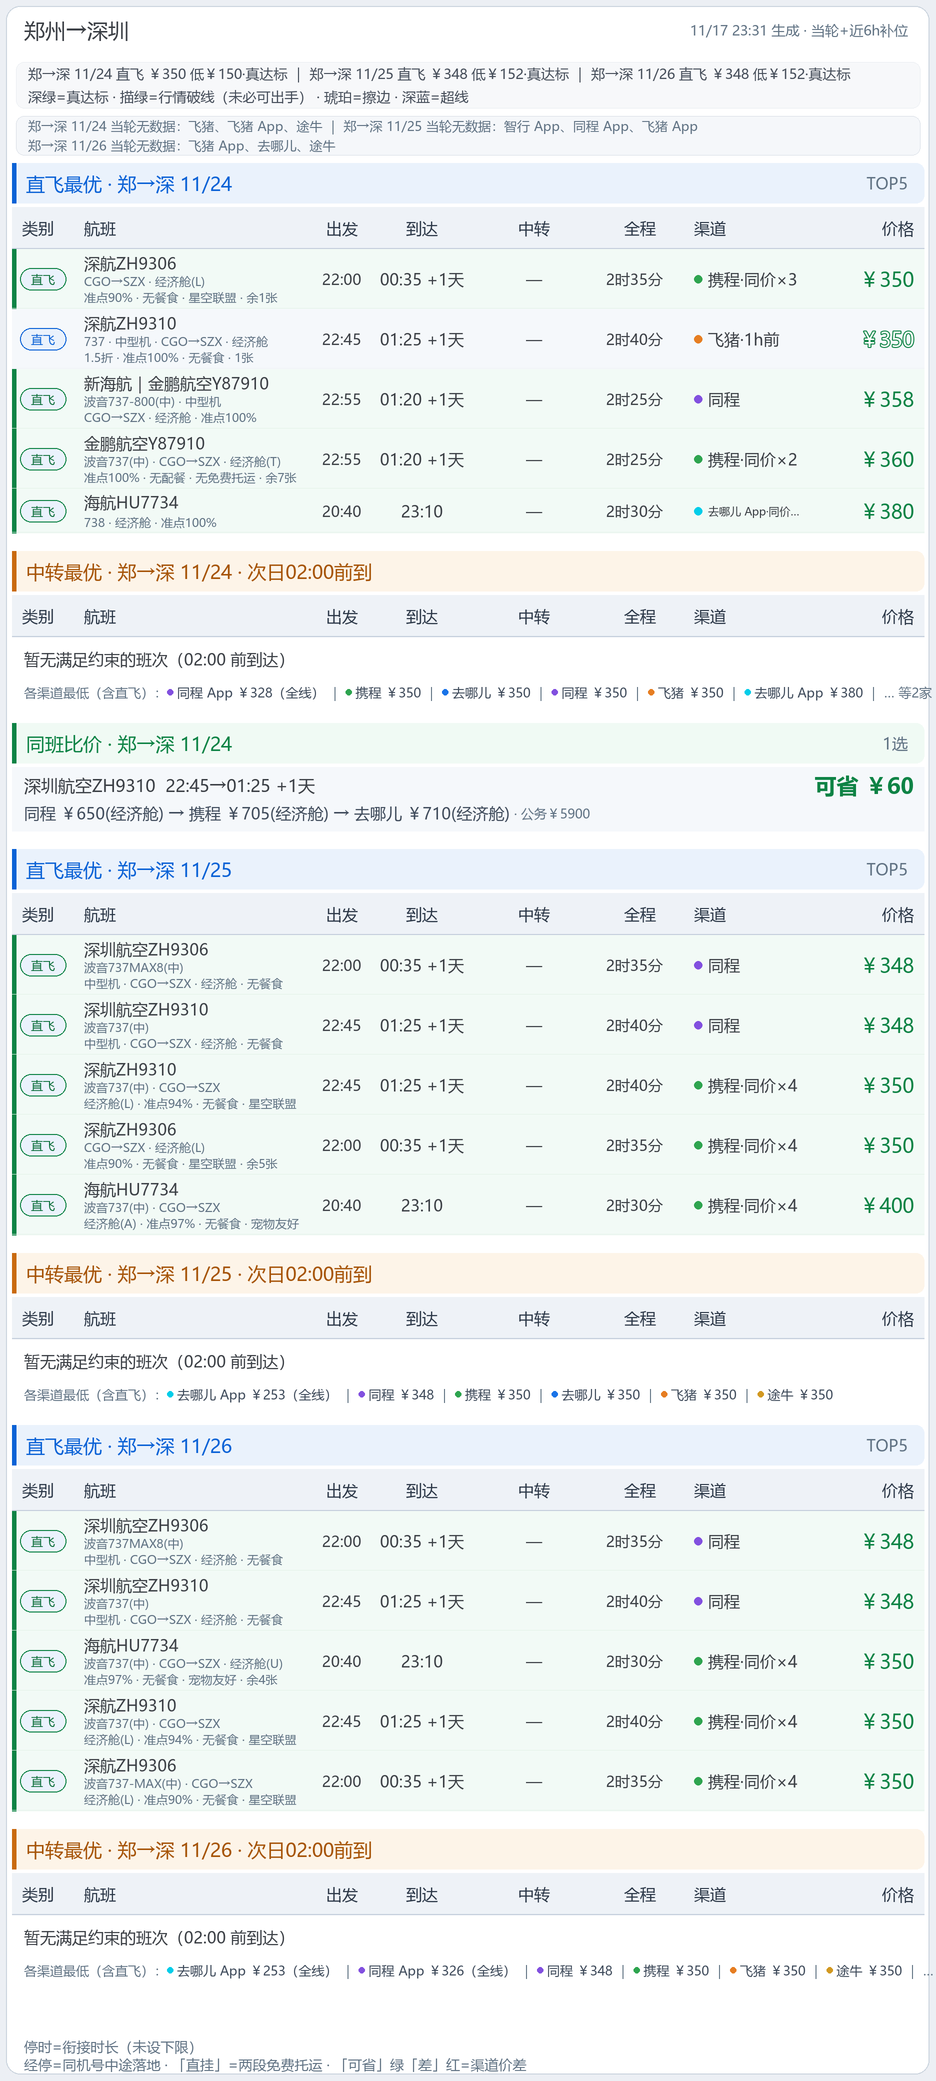 郑州→深圳
11/17 23:31 生成 · 当轮+近6h补位
郑→深 11/24 直飞 ¥350 低¥150·真达标 | 郑→深 11/25 直飞 ¥348 低¥152·真达标 | 郑→深 11/26 直飞 ¥348 低¥152·真达标
深绿=真达标 · 描绿=行情破线（未必可出手） · 琥珀=擦边 · 深蓝=超线
郑→深 11/24 当轮无数据：飞猪、飞猪 App、途牛 | 郑→深 11/25 当轮无数据：智行 App、同程 App、飞猪 App
郑→深 11/26 当轮无数据：飞猪 App、去哪儿、途牛
直飞最优 · 郑→深 11/24 TOP5
类别 航班 出发 到达 中转 全程 渠道 价格
深航ZH9306
直飞 CGO→SZX · 经济舱(L) 22:00 00:35 +1天 — 2时35分 携程·同价×3 ¥350
准点90% · 无餐食 · 星空联盟 · 余1张
深航ZH9310
直飞 737 · 中型机 · CGO→SZX · 经济舱 22:45 01:25 +1天 — 2时40分 飞猪·1h前 ¥350
1.5折 · 准点100% · 无餐食 · 1张
新海航 | 金鹏航空Y87910
直飞 波音737-800(中) · 中型机 22:55 01:20 +1天 — 2时25分 同程 ¥358
CGO→SZX · 经济舱 · 准点100%
金鹏航空Y87910
直飞 波音737(中) · CGO→SZX · 经济舱(T) 22:55 01:20 +1天 — 2时25分 携程·同价×2 ¥360
准点100% · 无配餐 · 无免费托运 · 余7张
海航HU7734
直飞 738 · 经济舱 · 准点100% 20:40 23:10 — 2时30分 去哪儿 App·同价... ¥380
中转最优 · 郑→深 11/24 · 次日02:00前到
类别 航班 出发 到达 中转 全程 渠道 价格
暂无满足约束的班次（02:00 前到达）
各渠道最低（含直飞）: 同程 App ¥328（全线） | 携程 ¥350 | 去哪儿 ¥350 | 同程 ¥350 | 飞猪 ¥350 | 去哪儿 App ¥380 | ... 等2家
同班比价 · 郑→深 11/24 1选
深圳航空ZH9310 22:45→01:25 +1天 可省 ¥60
同程 ¥650(经济舱) → 携程 ¥705(经济舱) → 去哪儿 ¥710(经济舱) · 公务¥5900
直飞最优 · 郑→深 11/25 TOP5
类别 航班 出发 到达 中转 全程 渠道 价格
深圳航空ZH9306
直飞 波音737MAX8(中) 22:00 00:35 +1天 — 2时35分 同程 ¥348
中型机 · CGO→SZX · 经济舱 · 无餐食
深圳航空ZH9310
直飞 波音737(中) 22:45 01:25 +1天 — 2时40分 同程 ¥348
中型机 · CGO→SZX · 经济舱 · 无餐食
深航ZH9310
直飞 波音737(中) · CGO→SZX 22:45 01:25 +1天 — 2时40分 携程·同价×4 ¥350
经济舱(L) · 准点94% · 无餐食 · 星空联盟
深航ZH9306
直飞 CGO→SZX · 经济舱(L) 22:00 00:35 +1天 — 2时35分 携程·同价×4 ¥350
准点90% · 无餐食 · 星空联盟 · 余5张
海航HU7734
直飞 波音737(中) · CGO→SZX 20:40 23:10 — 2时30分 携程·同价×4 ¥400
经济舱(A) · 准点97% · 无餐食 · 宠物友好
中转最优 · 郑→深 11/25 · 次日02:00前到
类别 航班 出发 到达 中转 全程 渠道 价格
暂无满足约束的班次（02:00 前到达）
各渠道最低（含直飞）: 去哪儿 App ¥253（全线） | 同程 ¥348 | 携程 ¥350 | 去哪儿 ¥350 | 飞猪 ¥350 | 途牛 ¥350
直飞最优 · 郑→深 11/26 TOP5
类别 航班 出发 到达 中转 全程 渠道 价格
深圳航空ZH9306
直飞 波音737MAX8(中) 22:00 00:35 +1天 — 2时35分 同程 ¥348
中型机 · CGO→SZX · 经济舱 · 无餐食
深圳航空ZH9310
直飞 波音737(中) 22:45 01:25 +1天 — 2时40分 同程 ¥348
中型机 · CGO→SZX · 经济舱 · 无餐食
海航HU7734
直飞 波音737(中) · CGO→SZX · 经济舱(U) 20:40 23:10 — 2时30分 携程·同价×4 ¥350
准点97% · 无餐食 · 宠物友好 · 余4张
深航ZH9310
直飞 波音737(中) · CGO→SZX 22:45 01:25 +1天 — 2时40分 携程·同价×4 ¥350
经济舱(L) · 准点94% · 无餐食 · 星空联盟
深航ZH9306
直飞 波音737-MAX(中) · CGO→SZX 22:00 00:35 +1天 — 2时35分 携程·同价×4 ¥350
经济舱(L) · 准点90% · 无餐食 · 星空联盟
中转最优 · 郑→深 11/26 · 次日02:00前到
类别 航班 出发 到达 中转 全程 渠道 价格
暂无满足约束的班次（02:00 前到达）
各渠道最低（含直飞）: 去哪儿 App ¥253（全线） | 同程 App ¥326（全线） | 同程 ¥348 | 携程 ¥350 | 飞猪 ¥350 | 途牛 ¥350 | ...
停时=衔接时长（未设下限）
经停=同机号中途落地 · 「直挂」=两段免费托运 · 「可省」绿「差」红=渠道价差